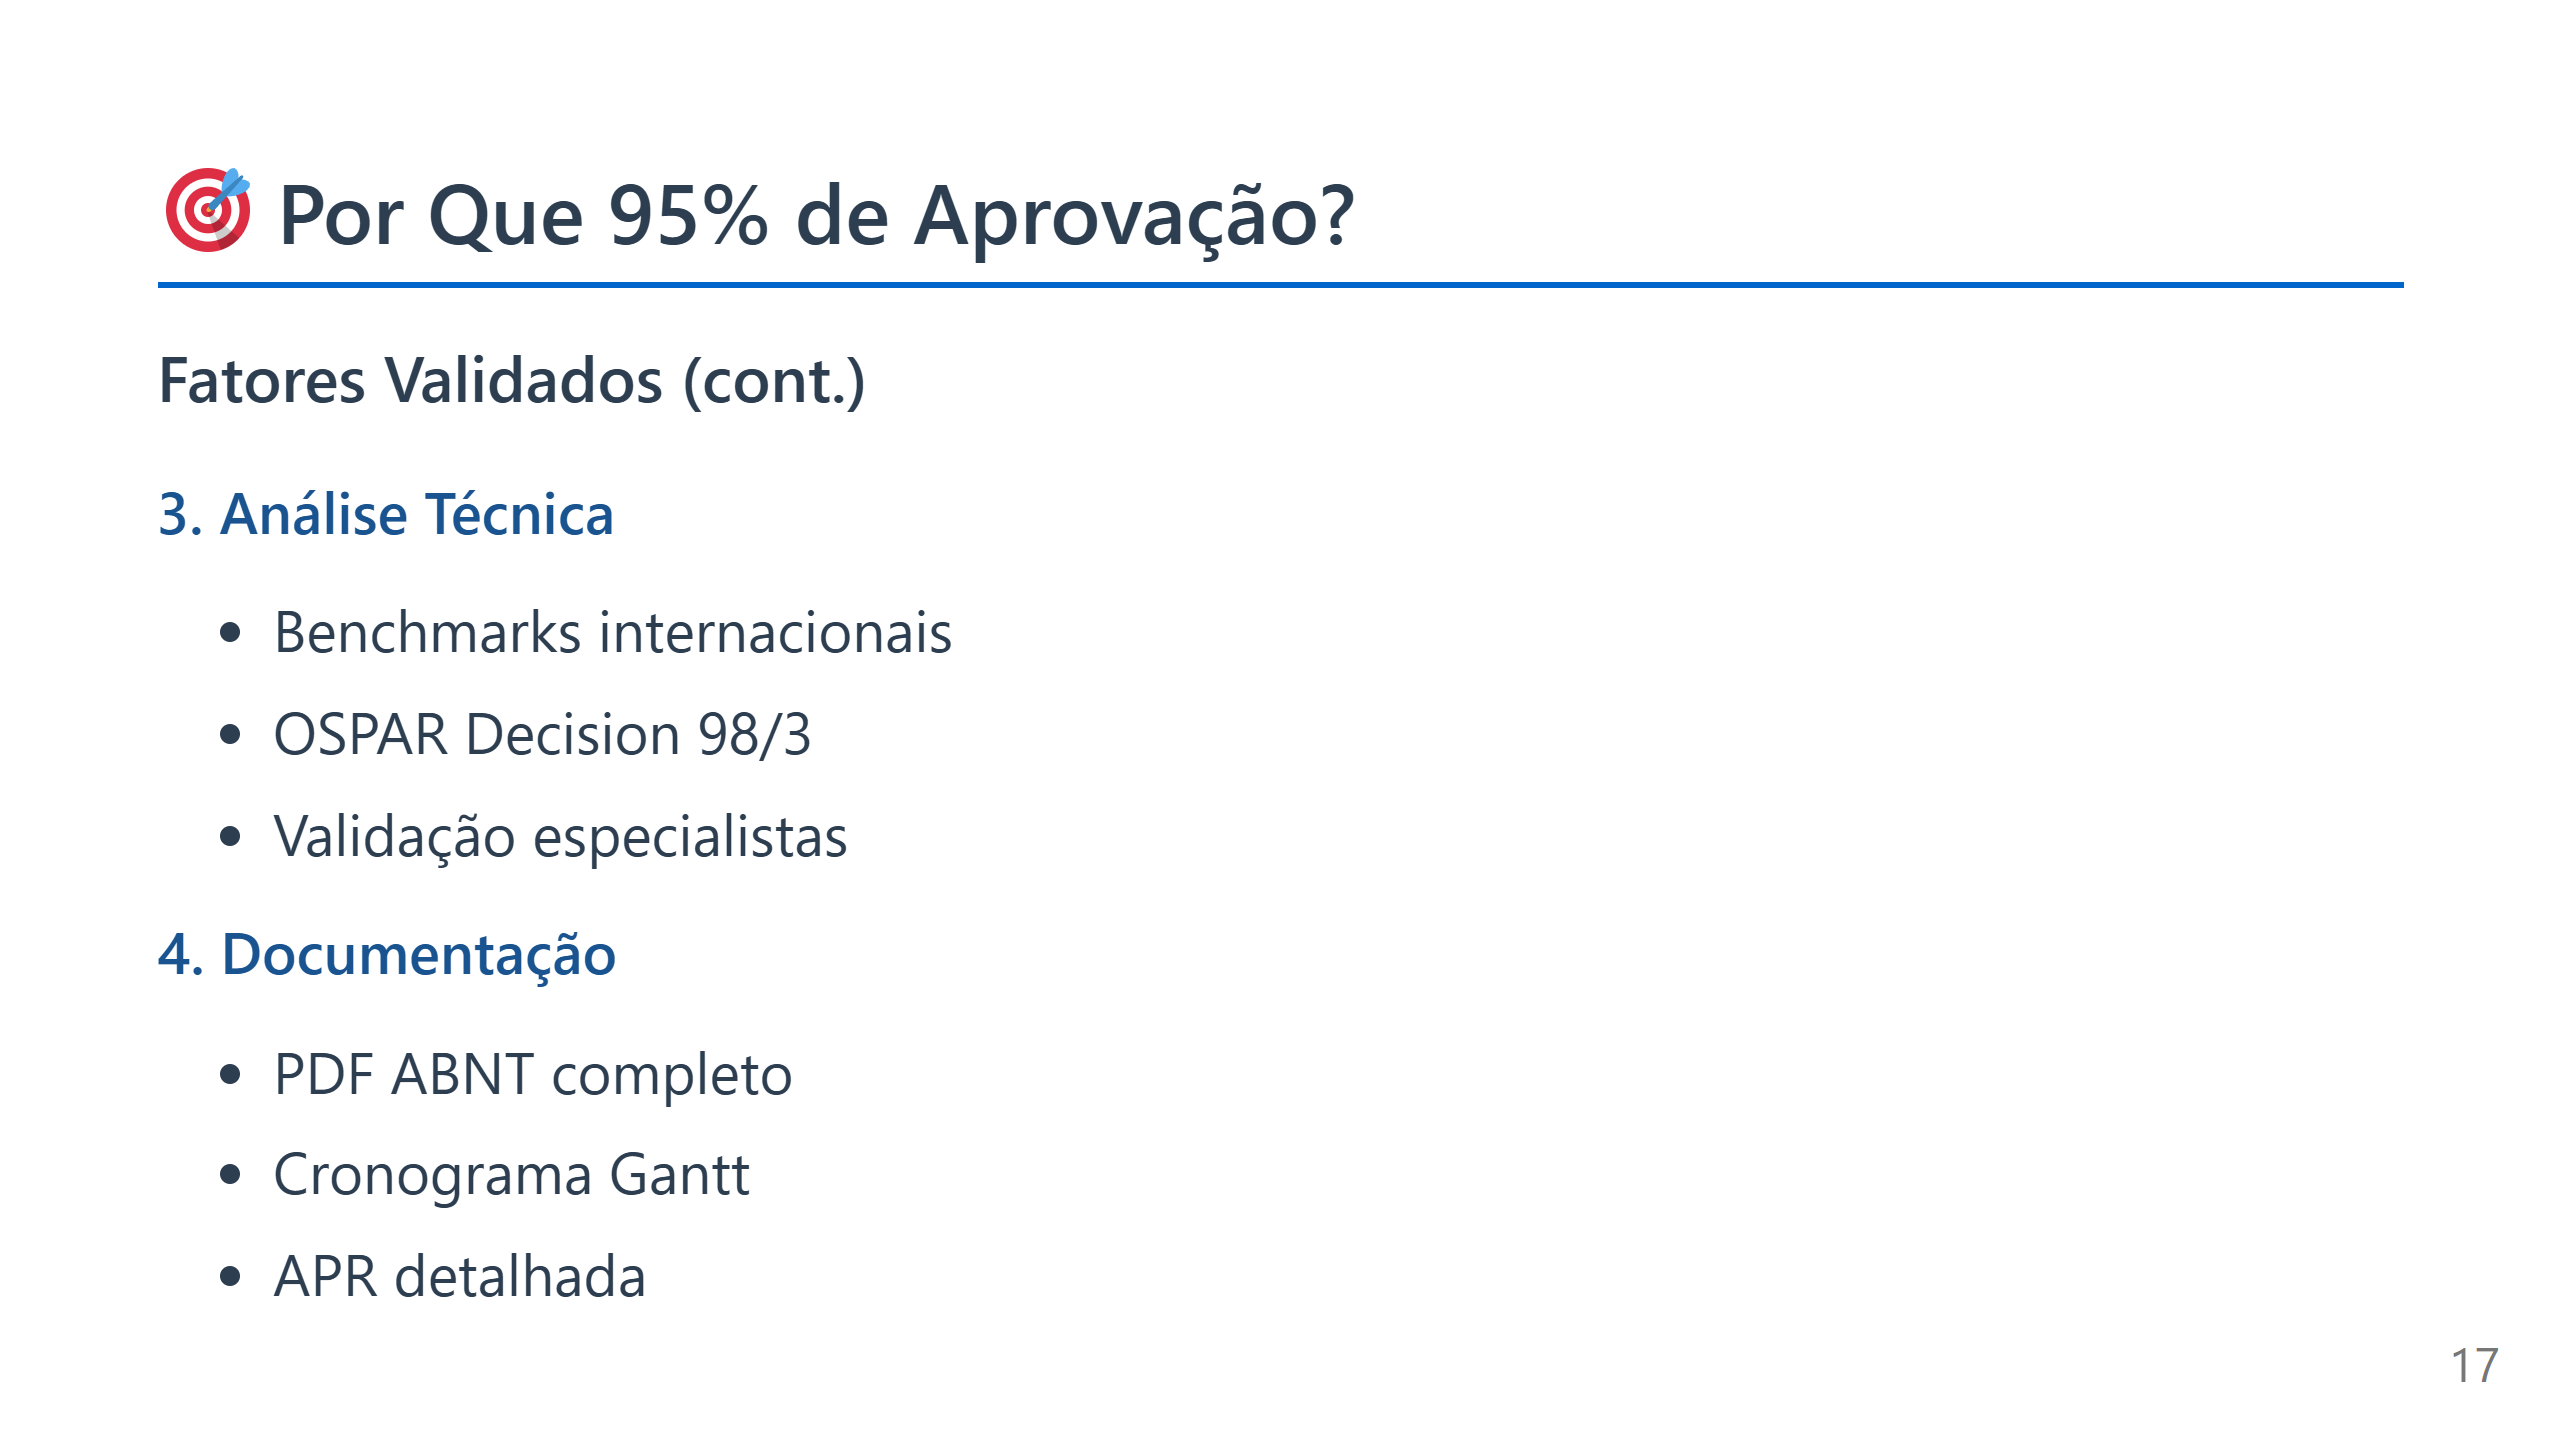 Por Que 95% de Aprovação?
Fatores Validados (cont.)
3. Análise Técnica
• Benchmarks internacionais
• OSPAR Decision 98/3
• Validação especialistas
4. Documentação
• PDF ABNT completo
• Cronograma Gantt
• APR detalhada
17